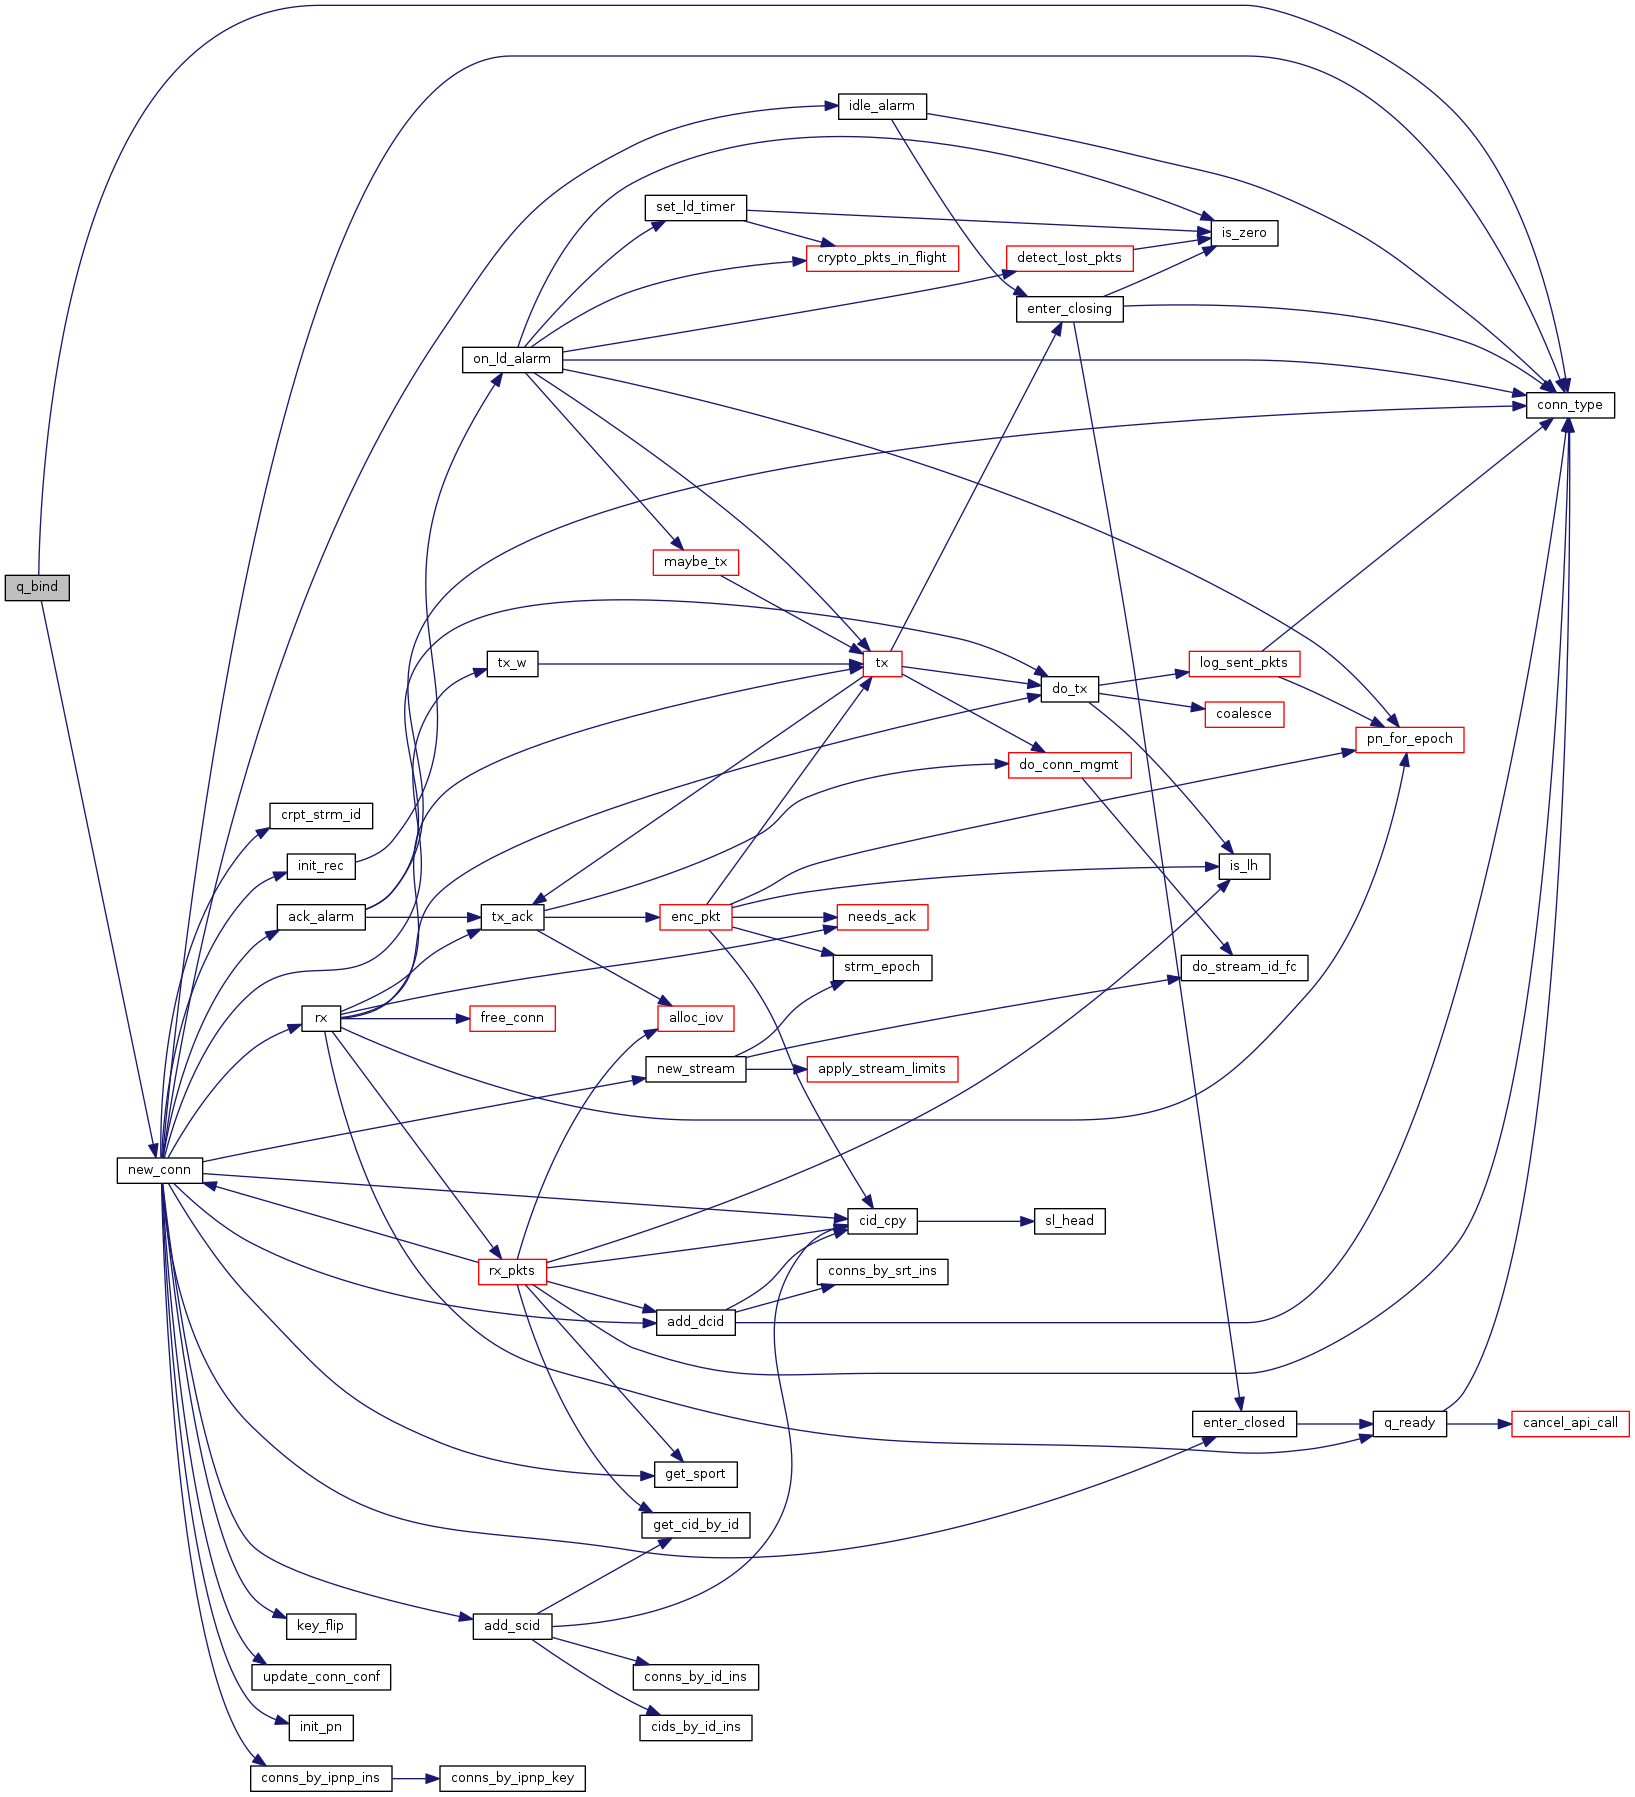 idle_alarm
set_ld_timer
is_zero
crypto_pkts_in_flight
detect_lost_pkts
enter_closing
on_ld_alarm
conn_type
maybe_tx
q_bind
tx_w
tx
log_sent_pkts
do_tx
coalesce
pn_for_epoch
do_conn_mgmt
crpt_strm_id
init_rec
is_lh
ack_alarm
tx_ack
enc_pkt
needs_ack
strm_epoch
do_stream_id_fc
rx
free_conn
alloc_iov
new_stream
apply_stream_limits
new_conn
cid_cpy
sl_head
rx_pkts
conns_by_srt_ins
add_dcid
enter_closed
q_ready
cancel_api_call
get_sport
get_cid_by_id
key_flip
add_scid
update_conn_conf
conns_by_id_ins
init_pn
cids_by_id_ins
conns_by_ipnp_ins
conns_by_ipnp_key